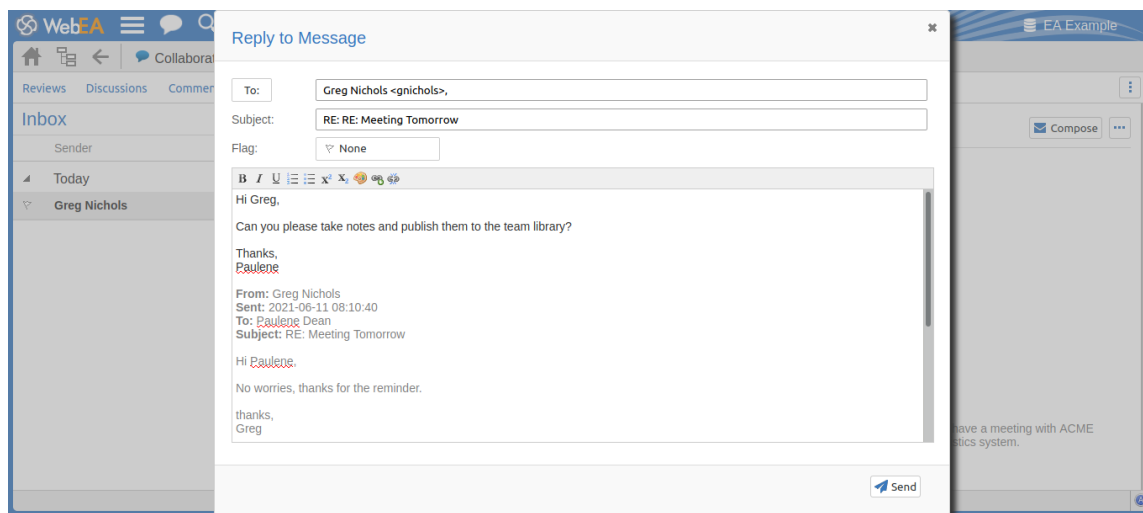 WebEA
EA Example
Collaborat
Reviews Discussions Commen
Inbox
Compose
Sender
Today
Greg Nichols
Reply to Message
To: Greg Nichols <gnichols>,
Subject: RE: RE: Meeting Tomorrow
Flag: None
B I U x² X₂
Hi Greg,
Can you please take notes and publish them to the team library?
Thanks,
Paulene
From: Greg Nichols
Sent: 2021-06-11 08:10:40
To: Paulene Dean
Subject: RE: Meeting Tomorrow
Hi Paulene,
No worries, thanks for the reminder.
thanks,
Greg
have a meeting with ACME
stics system.
Send